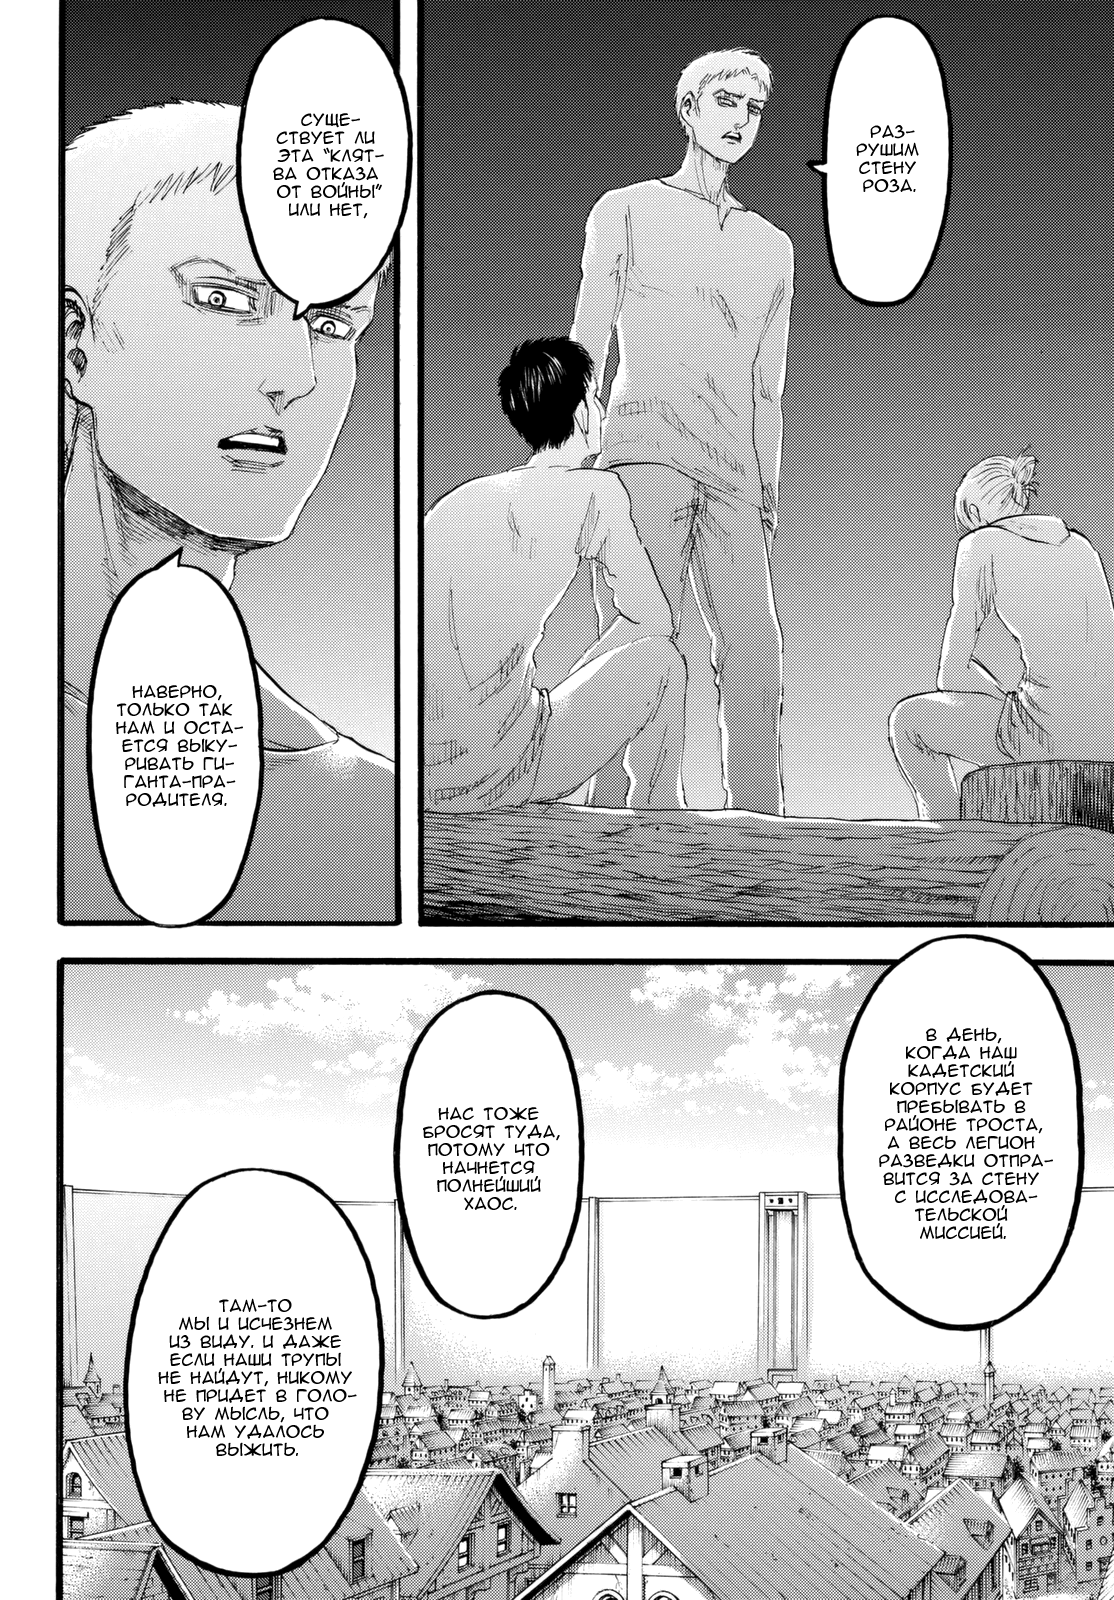 РАЗ-
РУШИМ
СТЕНУ
РОЗА.
СУЩЕ-
СТВУЕТ ЛИ
ЭТА “КЛЯТ-
ВА ОТКАЗА
ОТ ВОЙНЫ”
ИЛИ НЕТ,
НАВЕРНО,
ТОЛЬКО ТАК
НАМ И ОСТА-
ЕТСЯ ВЫКУ-
РИВАТЬ ГИ-
ГАНТА-ПРА-
РОДИТЕЛЯ.
В ДЕНЬ,
КОГДА НАШ
КАДЕТСКИЙ
КОРПУС БУДЕТ
ПРЕБЫВАТЬ В
РАЙОНЕ ТРОСТА,
А ВЕСЬ ЛЕГИОН
РАЗВЕДКИ ОТПРА-
ВИТСЯ ЗА СТЕНУ
С ИССЛЕДОВА-
ТЕЛЬСКОЙ
МИССИЕЙ.
НАС ТОЖЕ
БРОСЯТ ТУДА,
ПОТОМУ ЧТО
НАЧНЕТСЯ
ПОЛНЕЙШИЙ
ХАОС.
ТАМ-ТО
МЫ И ИСЧЕЗНЕМ
ИЗ ВИДУ. И ДАЖЕ
ЕСЛИ НАШИ ТРУПЫ
НЕ НАЙДУТ, НИКОМУ
НЕ ПРИДЕТ В ГОЛО-
ВУ МЫСЛЬ, ЧТО
НАМ УДАЛОСЬ
ВЫЖИТЬ.